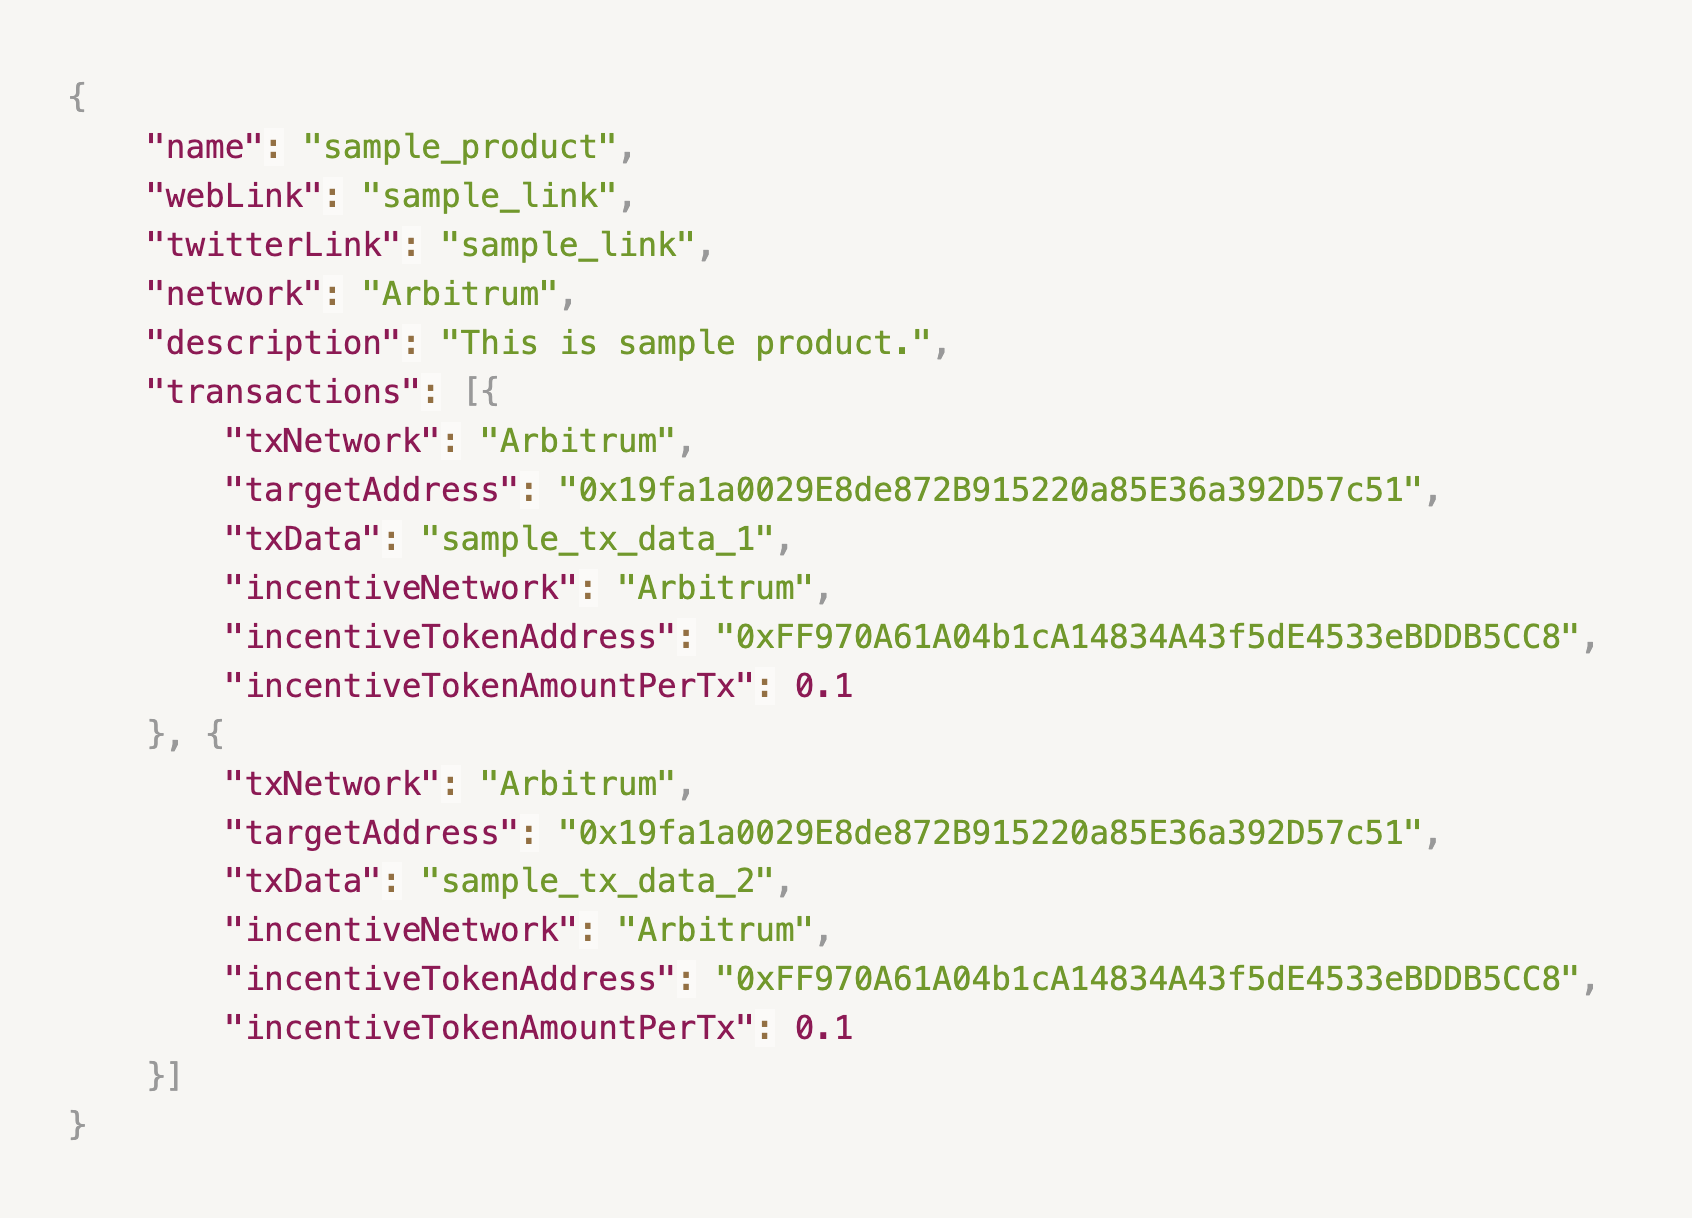 {
    "name": "sample_product",
    "webLink": "sample_link",
    "twitterLink": "sample_link",
    "network": "Arbitrum",
    "description": "This is sample product.",
    "transactions": [{
        "txNetwork": "Arbitrum",
        "targetAddress": "0x19fa1a0029E8de872B915220a85E36a392D57c51",
        "txData": "sample_tx_data_1",
        "incentiveNetwork": "Arbitrum",
        "incentiveTokenAddress": "0xFF970A61A04b1cA14834A43f5dE4533eBDDB5CC8",
        "incentiveTokenAmountPerTx": 0.1
    }, {
        "txNetwork": "Arbitrum",
        "targetAddress": "0x19fa1a0029E8de872B915220a85E36a392D57c51",
        "txData": "sample_tx_data_2",
        "incentiveNetwork": "Arbitrum",
        "incentiveTokenAddress": "0xFF970A61A04b1cA14834A43f5dE4533eBDDB5CC8",
        "incentiveTokenAmountPerTx": 0.1
    }]
}